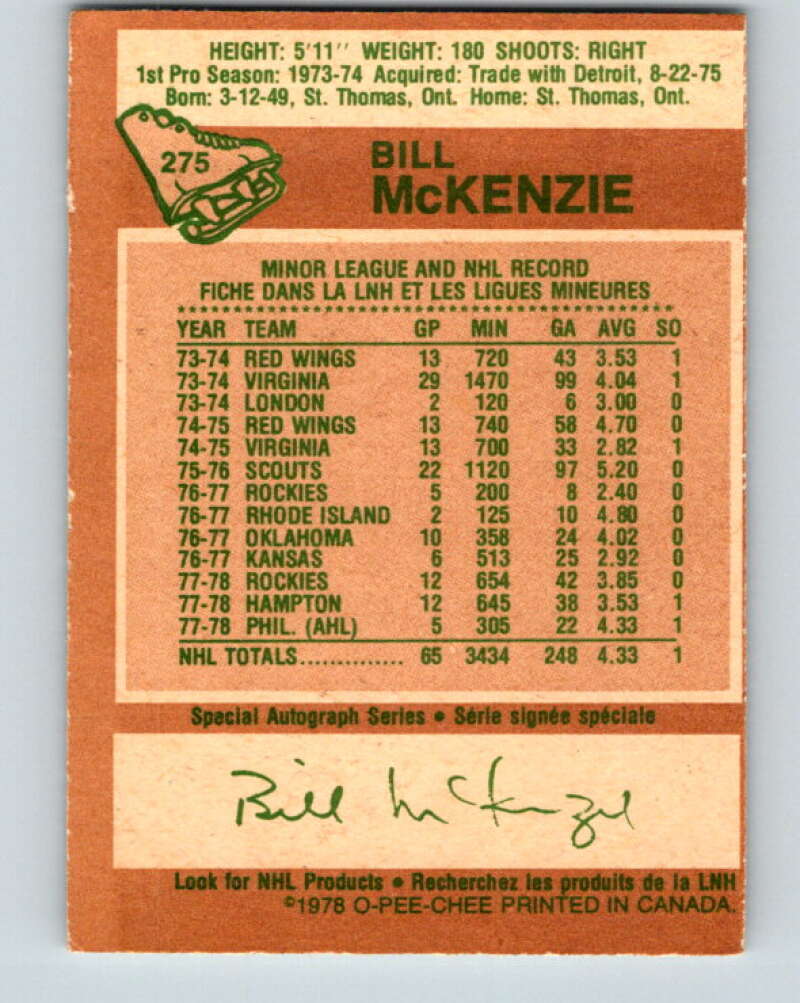 HEIGHT: 5'11'' WEIGHT: 180 SHOOTS: RIGHT
1st Pro Season: 1973-74 Acquired: Trade with Detroit, 8-22-75
Born: 3-12-49, St. Thomas, Ont. Home: St. Thomas, Ont.
275
BILL
McKENZIE
MINOR LEAGUE AND NHL RECORD
FICHE DANS LA LNH ET LES LIGUES MINEURES
YEAR TEAM GP MIN GA AVG SO
73-74 RED WINGS 13 720 43 3.53 1
73-74 VIRGINIA 29 1470 99 4.04 1
73-74 LONDON 2 120 6 3.00 0
74-75 RED WINGS 13 740 58 4.70 0
74-75 VIRGINIA 13 700 33 2.82 1
75-76 SCOUTS 22 1120 97 5.20 0
76-77 ROCKIES 5 200 8 2.40 0
76-77 RHODE ISLAND 2 125 10 4.80 0
76-77 OKLAHOMA 10 358 24 4.02 0
76-77 KANSAS 6 513 25 2.92 0
77-78 ROCKIES 12 654 42 3.85 0
77-78 HAMPTON 12 645 38 3.53 1
77-78 PHIL. (AHL) 5 305 22 4.33 1
NHL TOTALS.............. 65 3434 248 4.33 1
Special Autograph Series • Série signée spéciale
Bill McKenzie
Look for NHL Products • Recherchez les produits de la LNH
©1978 O-PEE-CHEE PRINTED IN CANADA.